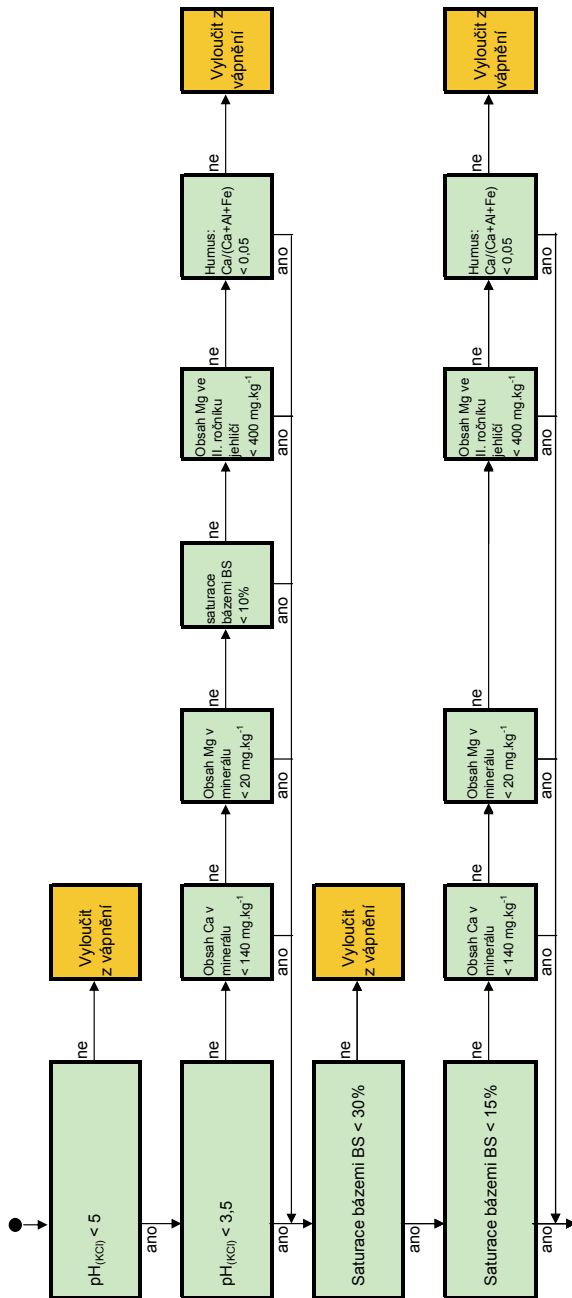 pH(KCl) < 5
ne
Vyloučit
z vápnění
ano
pH(KCl) < 3,5
ne
Obsah Ca v
minerálu
< 140 mg.kg⁻¹
ne
Obsah Mg v
minerálu
< 20 mg.kg⁻¹
ne
saturace
bázemi BS
< 10%
ne
Obsah Mg ve
II. ročníku
jehličí
< 400 mg.kg⁻¹
ne
Humus:
Ca/(Ca+Al+Fe)
< 0,05
ne
Vyloučit z
vápnění
ano
ano
ano
ano
ano
ano
Saturace bázemi BS < 30%
ne
Vyloučit
z vápnění
ano
Saturace bázemi BS < 15%
ne
Obsah Ca v
minerálu
< 140 mg.kg⁻¹
ne
Obsah Mg v
minerálu
< 20 mg.kg⁻¹
ne
Obsah Mg ve
II. ročníku
jehličí
< 400 mg.kg⁻¹
ne
Humus:
Ca/(Ca+Al+Fe)
< 0,05
ne
Vyloučit z
vápnění
ano
ano
ano
ano
ano